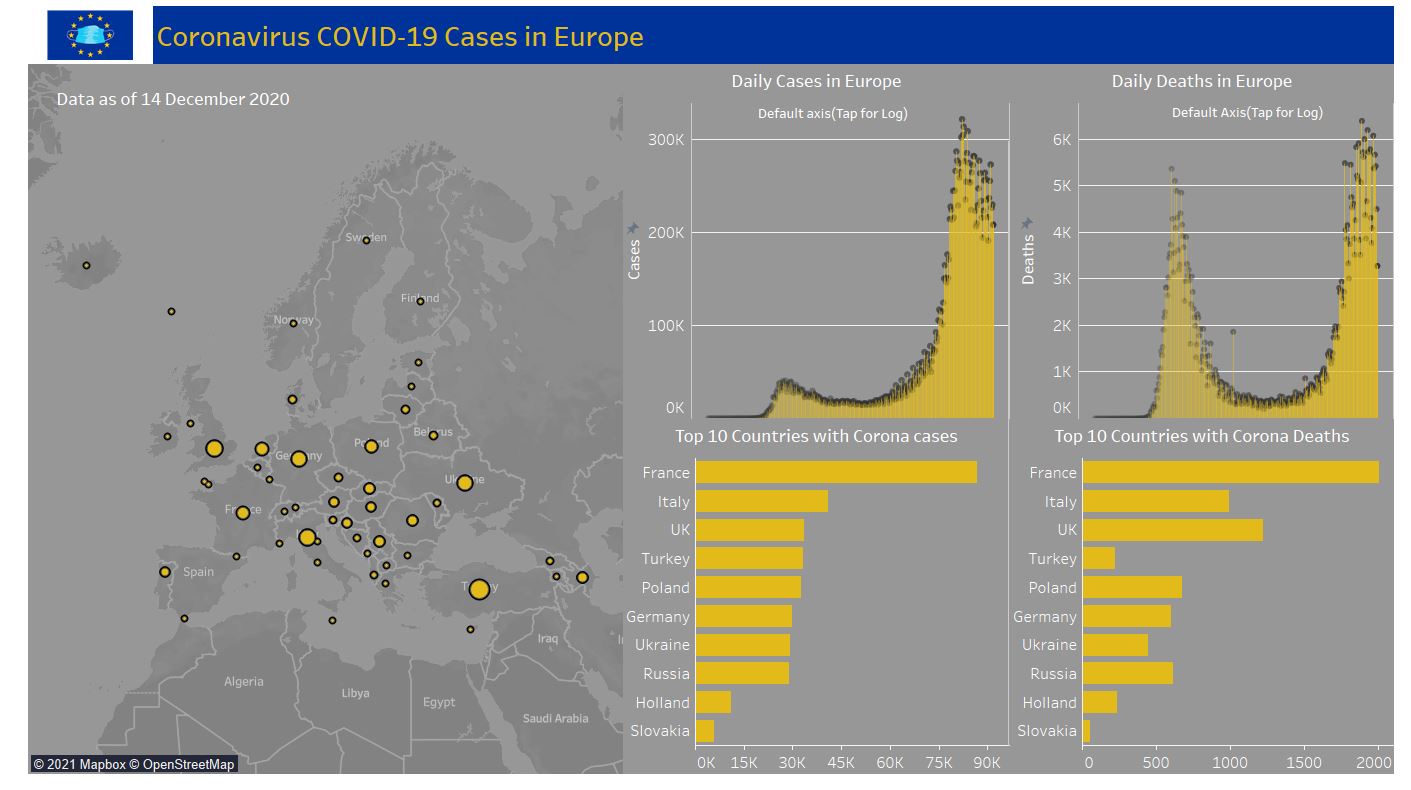 Coronavirus COVID-19 Cases in Europe
Data as of 14 December 2020
Sweden
Finland
Norway
Belarus
Poland
Germany
Ukraine
France
Spain
Iraq
Algeria
Libya
Egypt
Saudi Arabia
© 2021 Mapbox © OpenStreetMap
Daily Cases in Europe
Default axis(Tap for Log)
Cases
300K
200K
100K
0K
Daily Deaths in Europe
Default Axis(Tap for Log)
Deaths
6K
5K
4K
3K
2K
1K
0K
Top 10 Countries with Corona cases
France
Italy
UK
Turkey
Poland
Germany
Ukraine
Russia
Holland
Slovakia
0K 15K 30K 45K 60K 75K 90K
Top 10 Countries with Corona Deaths
France
Italy
UK
Turkey
Poland
Germany
Ukraine
Russia
Holland
Slovakia
0 500 1000 1500 2000